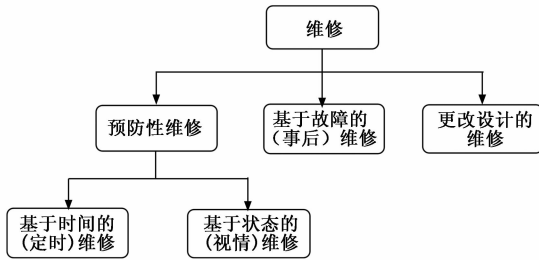 维修
预防性维修
基于故障的
（事后）维修
更改设计的
维修
基于时间的
(定时)维修
基于状态的
(视情)维修